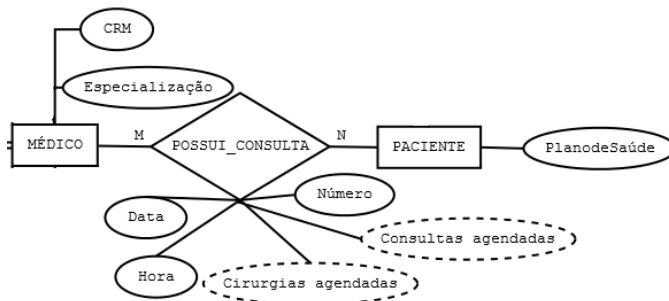 CRM
Especialização
MÉDICO
M
POSSUI_CONSULTA
N
PACIENTE
PlanodeSaúde
Número
Data
Consultas agendadas
Hora
Cirurgias agendadas